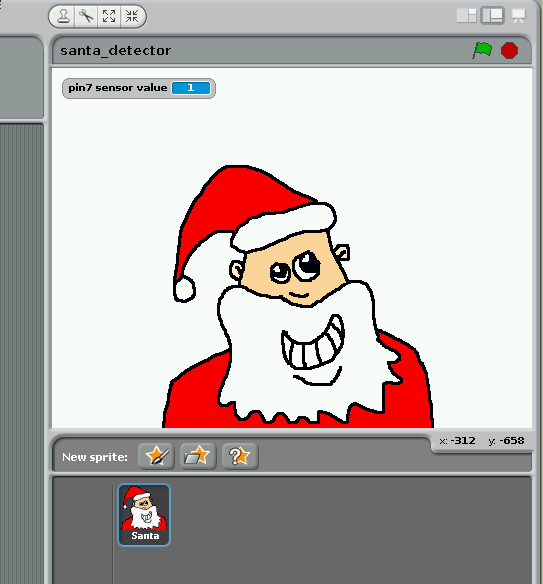 santa_detector
pin7 sensor value 1
x: -312 y: -658
New sprite:
Santa